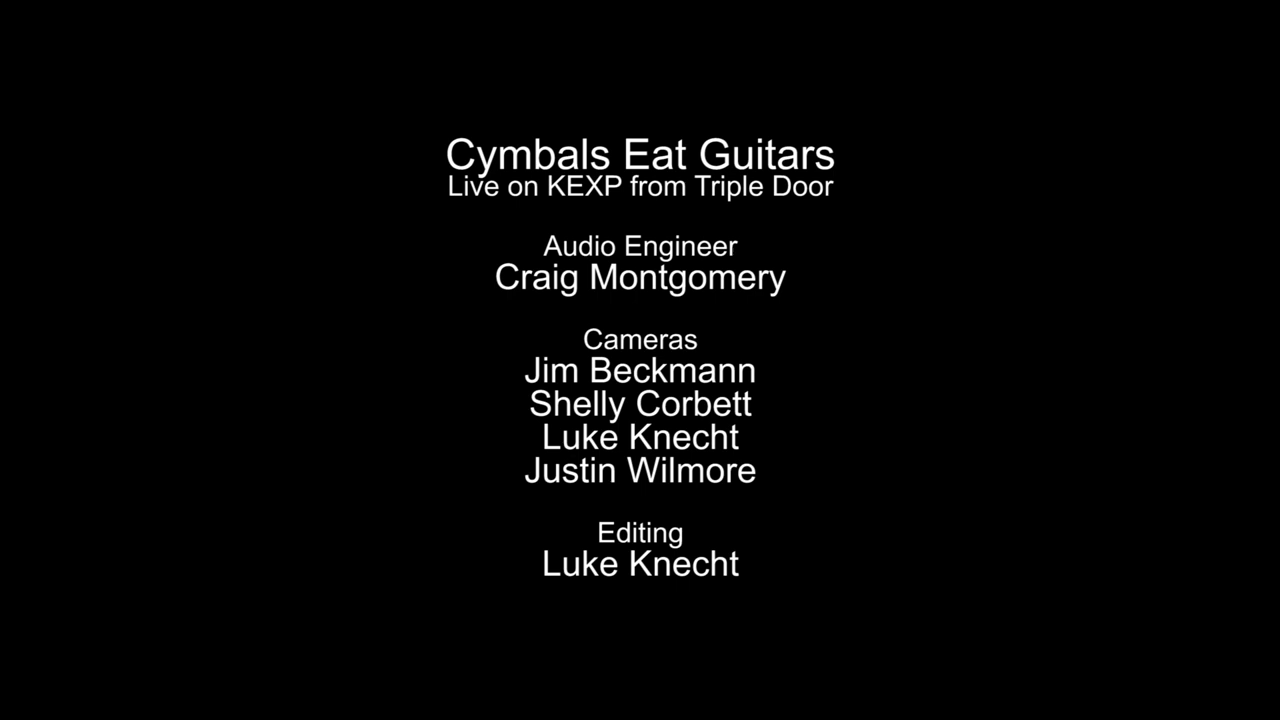 Cymbals Eat Guitars
Live on KEXP from Triple Door
Audio Engineer
Craig Montgomery
Cameras
Jim Beckmann
Shelly Corbett
Luke Knecht
Justin Wilmore
Editing
Luke Knecht